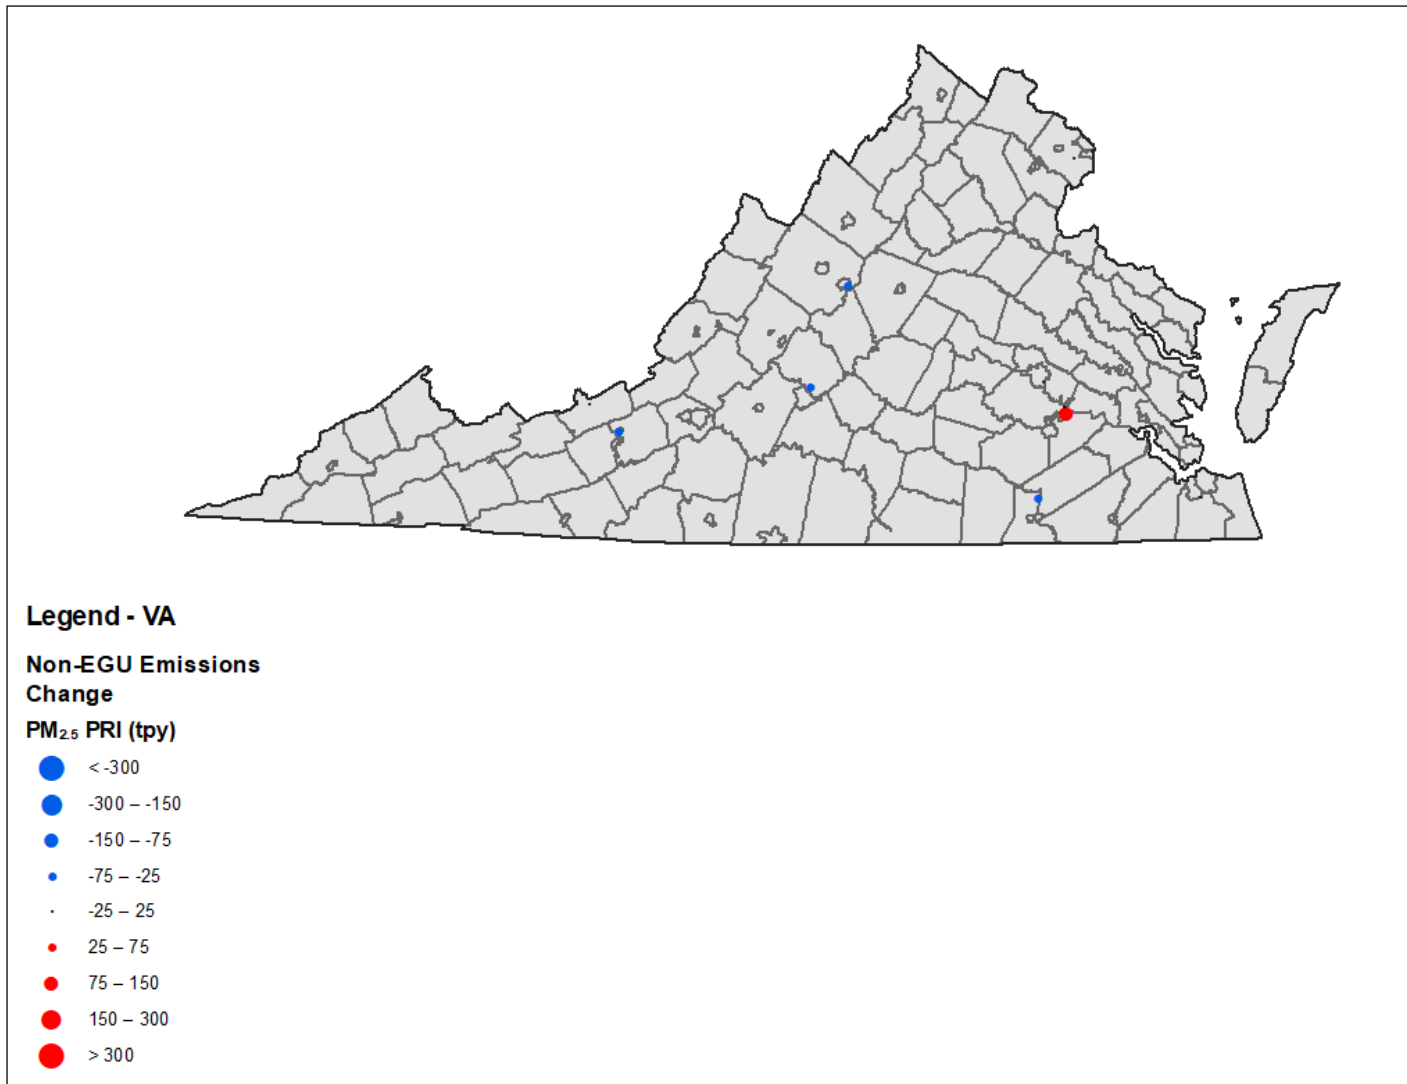 Legend - VA
Non-EGU Emissions
Change
PM₂.₅ PRI (tpy)
< -300
-300 – -150
-150 – -75
-75 – -25
-25 – 25
25 – 75
75 – 150
150 – 300
> 300